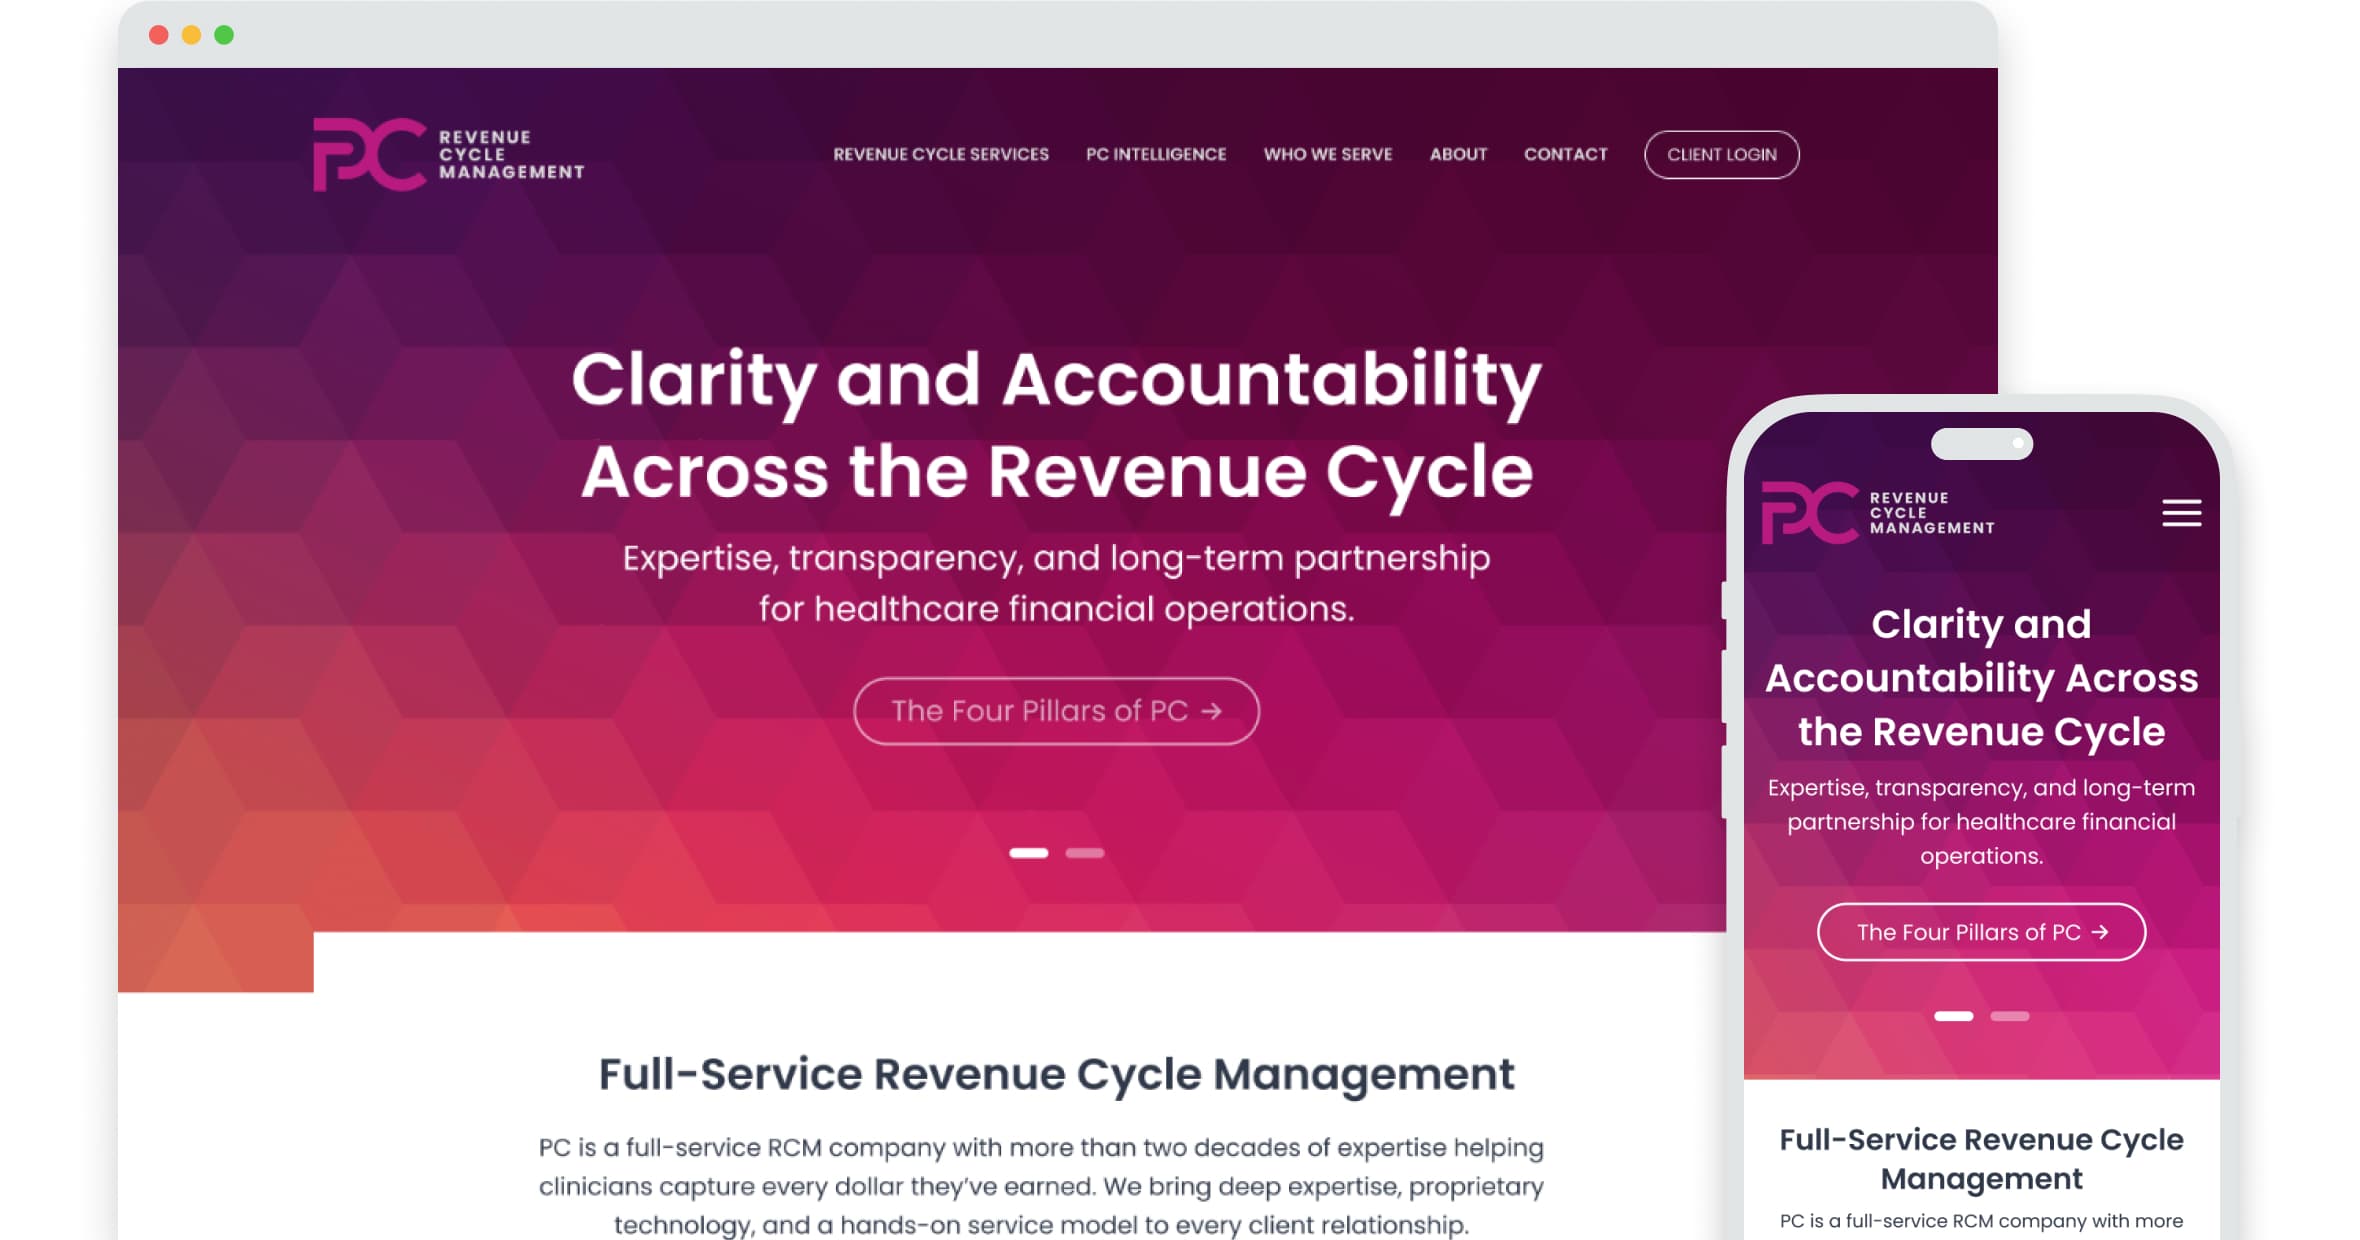 PC REVENUE
CYCLE
MANAGEMENT
REVENUE CYCLE SERVICES PC INTELLIGENCE WHO WE SERVE ABOUT CONTACT CLIENT LOGIN
Clarity and Accountability
Across the Revenue Cycle
Expertise, transparency, and long-term partnership
for healthcare financial operations.
The Four Pillars of PC →
Full-Service Revenue Cycle Management
PC is a full-service RCM company with more than two decades of expertise helping
clinicians capture every dollar they’ve earned. We bring deep expertise, proprietary
technology, and a hands-on service model to every client relationship.
PC REVENUE
CYCLE
MANAGEMENT
Clarity and
Accountability Across
the Revenue Cycle
Expertise, transparency, and long-term
partnership for healthcare financial
operations.
The Four Pillars of PC →
Full-Service Revenue Cycle
Management
PC is a full-service RCM company with more